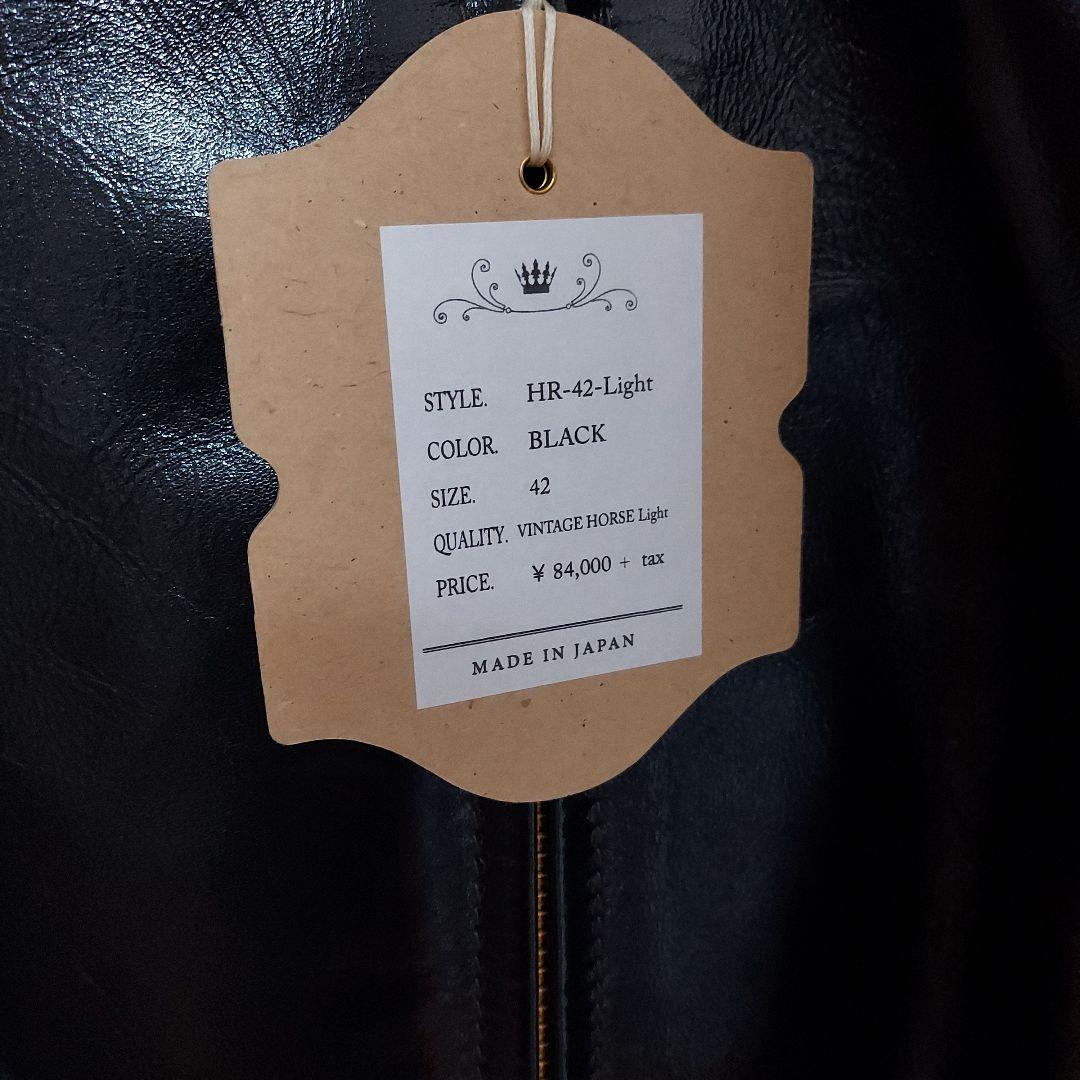 STYLE. HR-42-Light
COLOR. BLACK
SIZE. 42
QUALITY. VINTAGE HORSE Light
PRICE. ¥ 84,000 + tax
MADE IN JAPAN